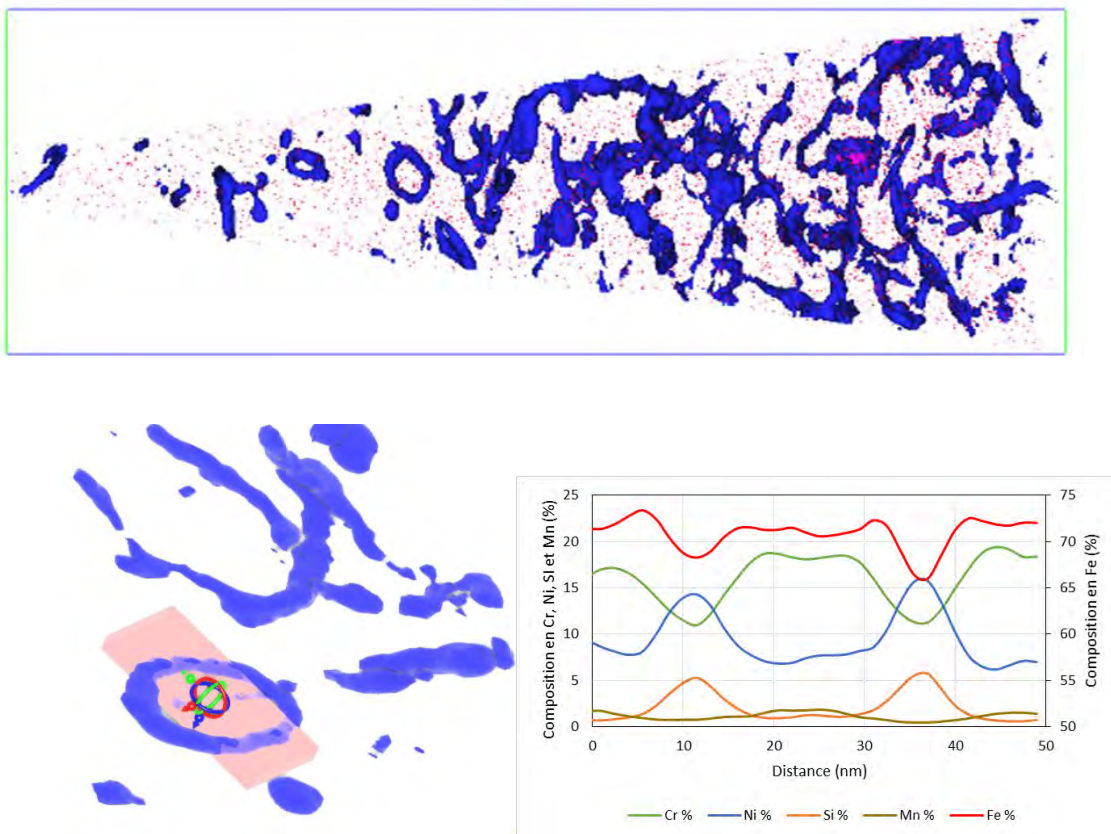 25 75
20 70
15 65
10 60
5 55
0 50
0 10 20 30 40 50
Composition en Cr, Ni, SI et Mn (%)
Composition en Fe (%)
Distance (nm)
Cr % Ni % Si % Mn % Fe %